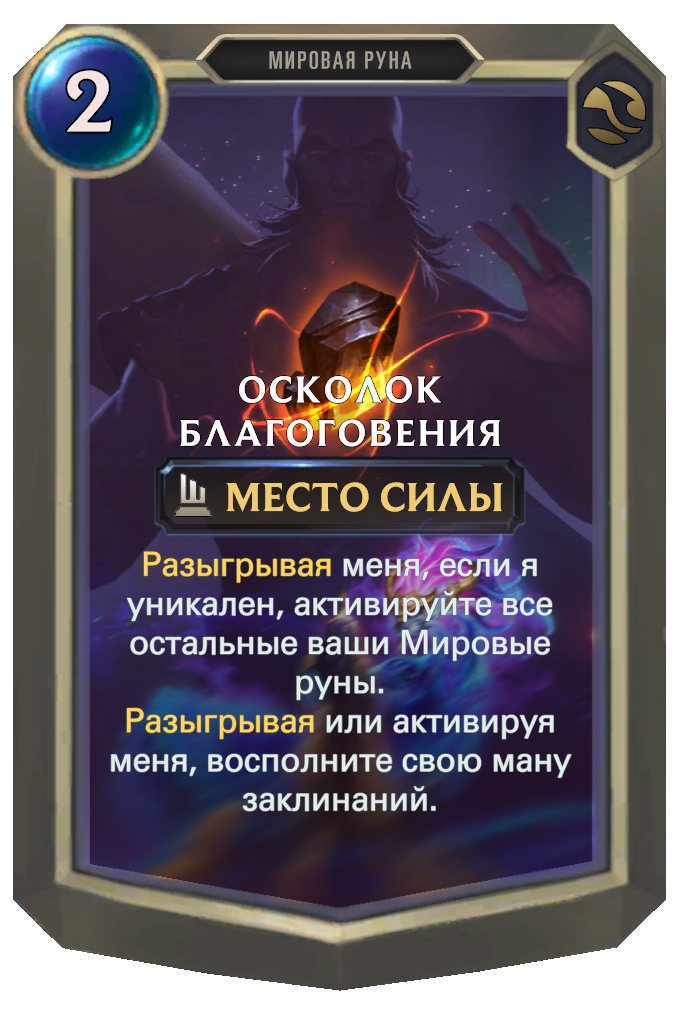 МИРОВАЯ РУНА
2
ОСКОЛОК
БЛАГОГОВЕНИЯ
МЕСТО СИЛЫ
Разыгрывая меня, если я
уникален, активируйте все
остальные ваши Мировые
руны.
Разыгрывая или активируя
меня, восполните свою ману
заклинаний.